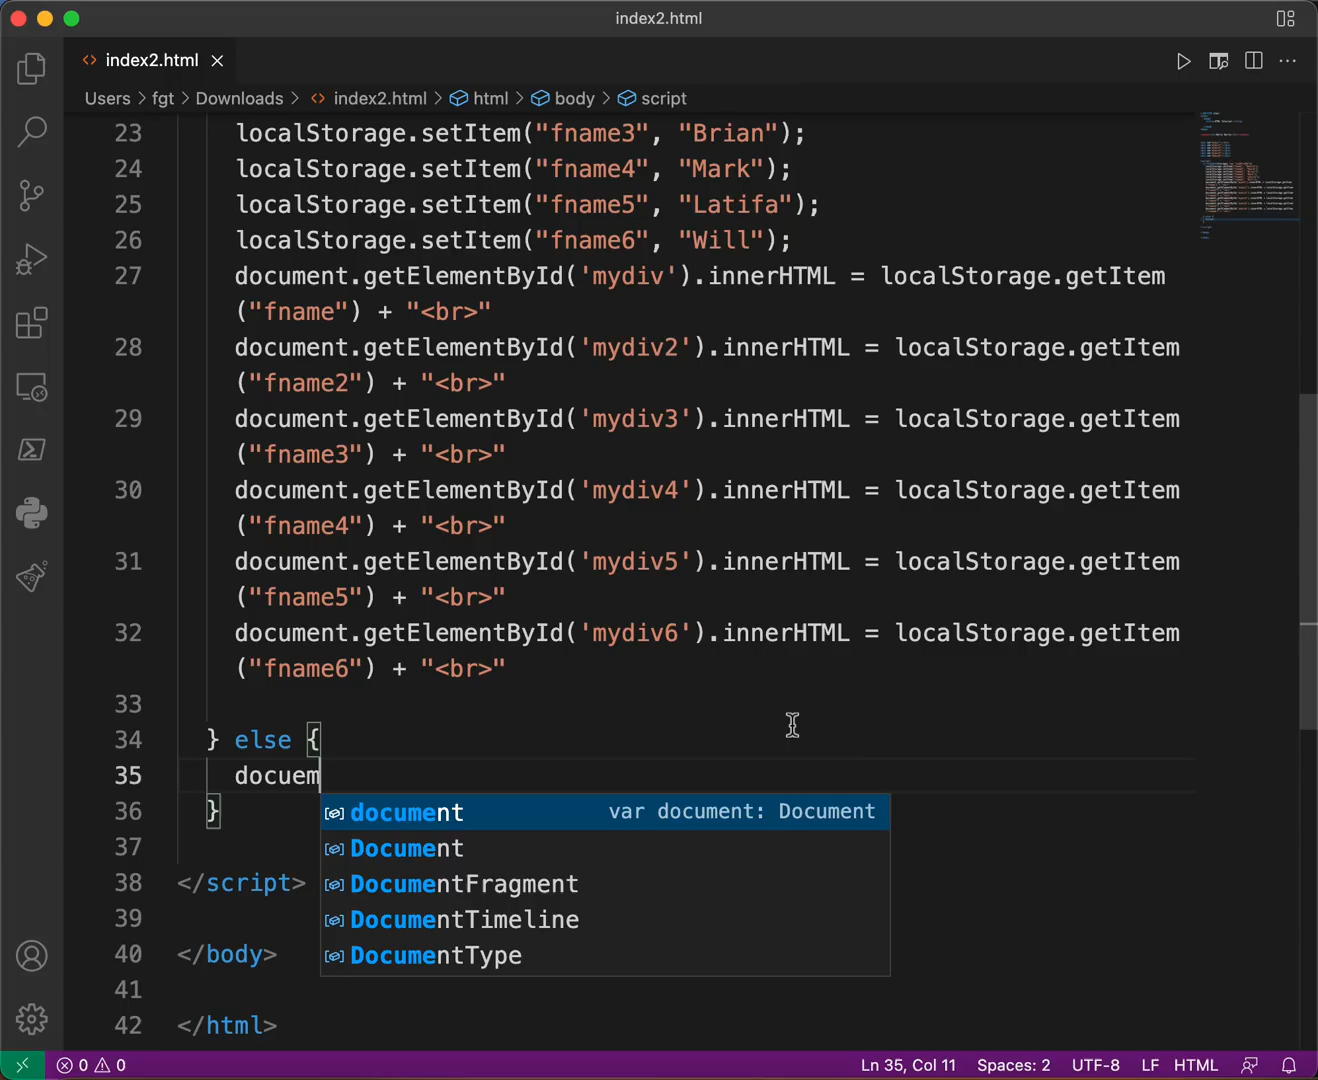 index2.html
index2.html
Users > fgt > Downloads > index2.html > html > body > script
23 localStorage.setItem("fname3", "Brian");
24 localStorage.setItem("fname4", "Mark");
25 localStorage.setItem("fname5", "Latifa");
26 localStorage.setItem("fname6", "Will");
27 document.getElementById('mydiv').innerHTML = localStorage.getItem
("fname") + "<br>"
28 document.getElementById('mydiv2').innerHTML = localStorage.getItem
("fname2") + "<br>"
29 document.getElementById('mydiv3').innerHTML = localStorage.getItem
("fname3") + "<br>"
30 document.getElementById('mydiv4').innerHTML = localStorage.getItem
("fname4") + "<br>"
31 document.getElementById('mydiv5').innerHTML = localStorage.getItem
("fname5") + "<br>"
32 document.getElementById('mydiv6').innerHTML = localStorage.getItem
("fname6") + "<br>"
33
34 } else {
35 docuem
36 }
document var document: Document
37
Document
38 </script>
DocumentFragment
39
DocumentTimeline
40 </body>
DocumentType
41
42 </html>
0 0 Ln 35, Col 11 Spaces: 2 UTF-8 LF HTML